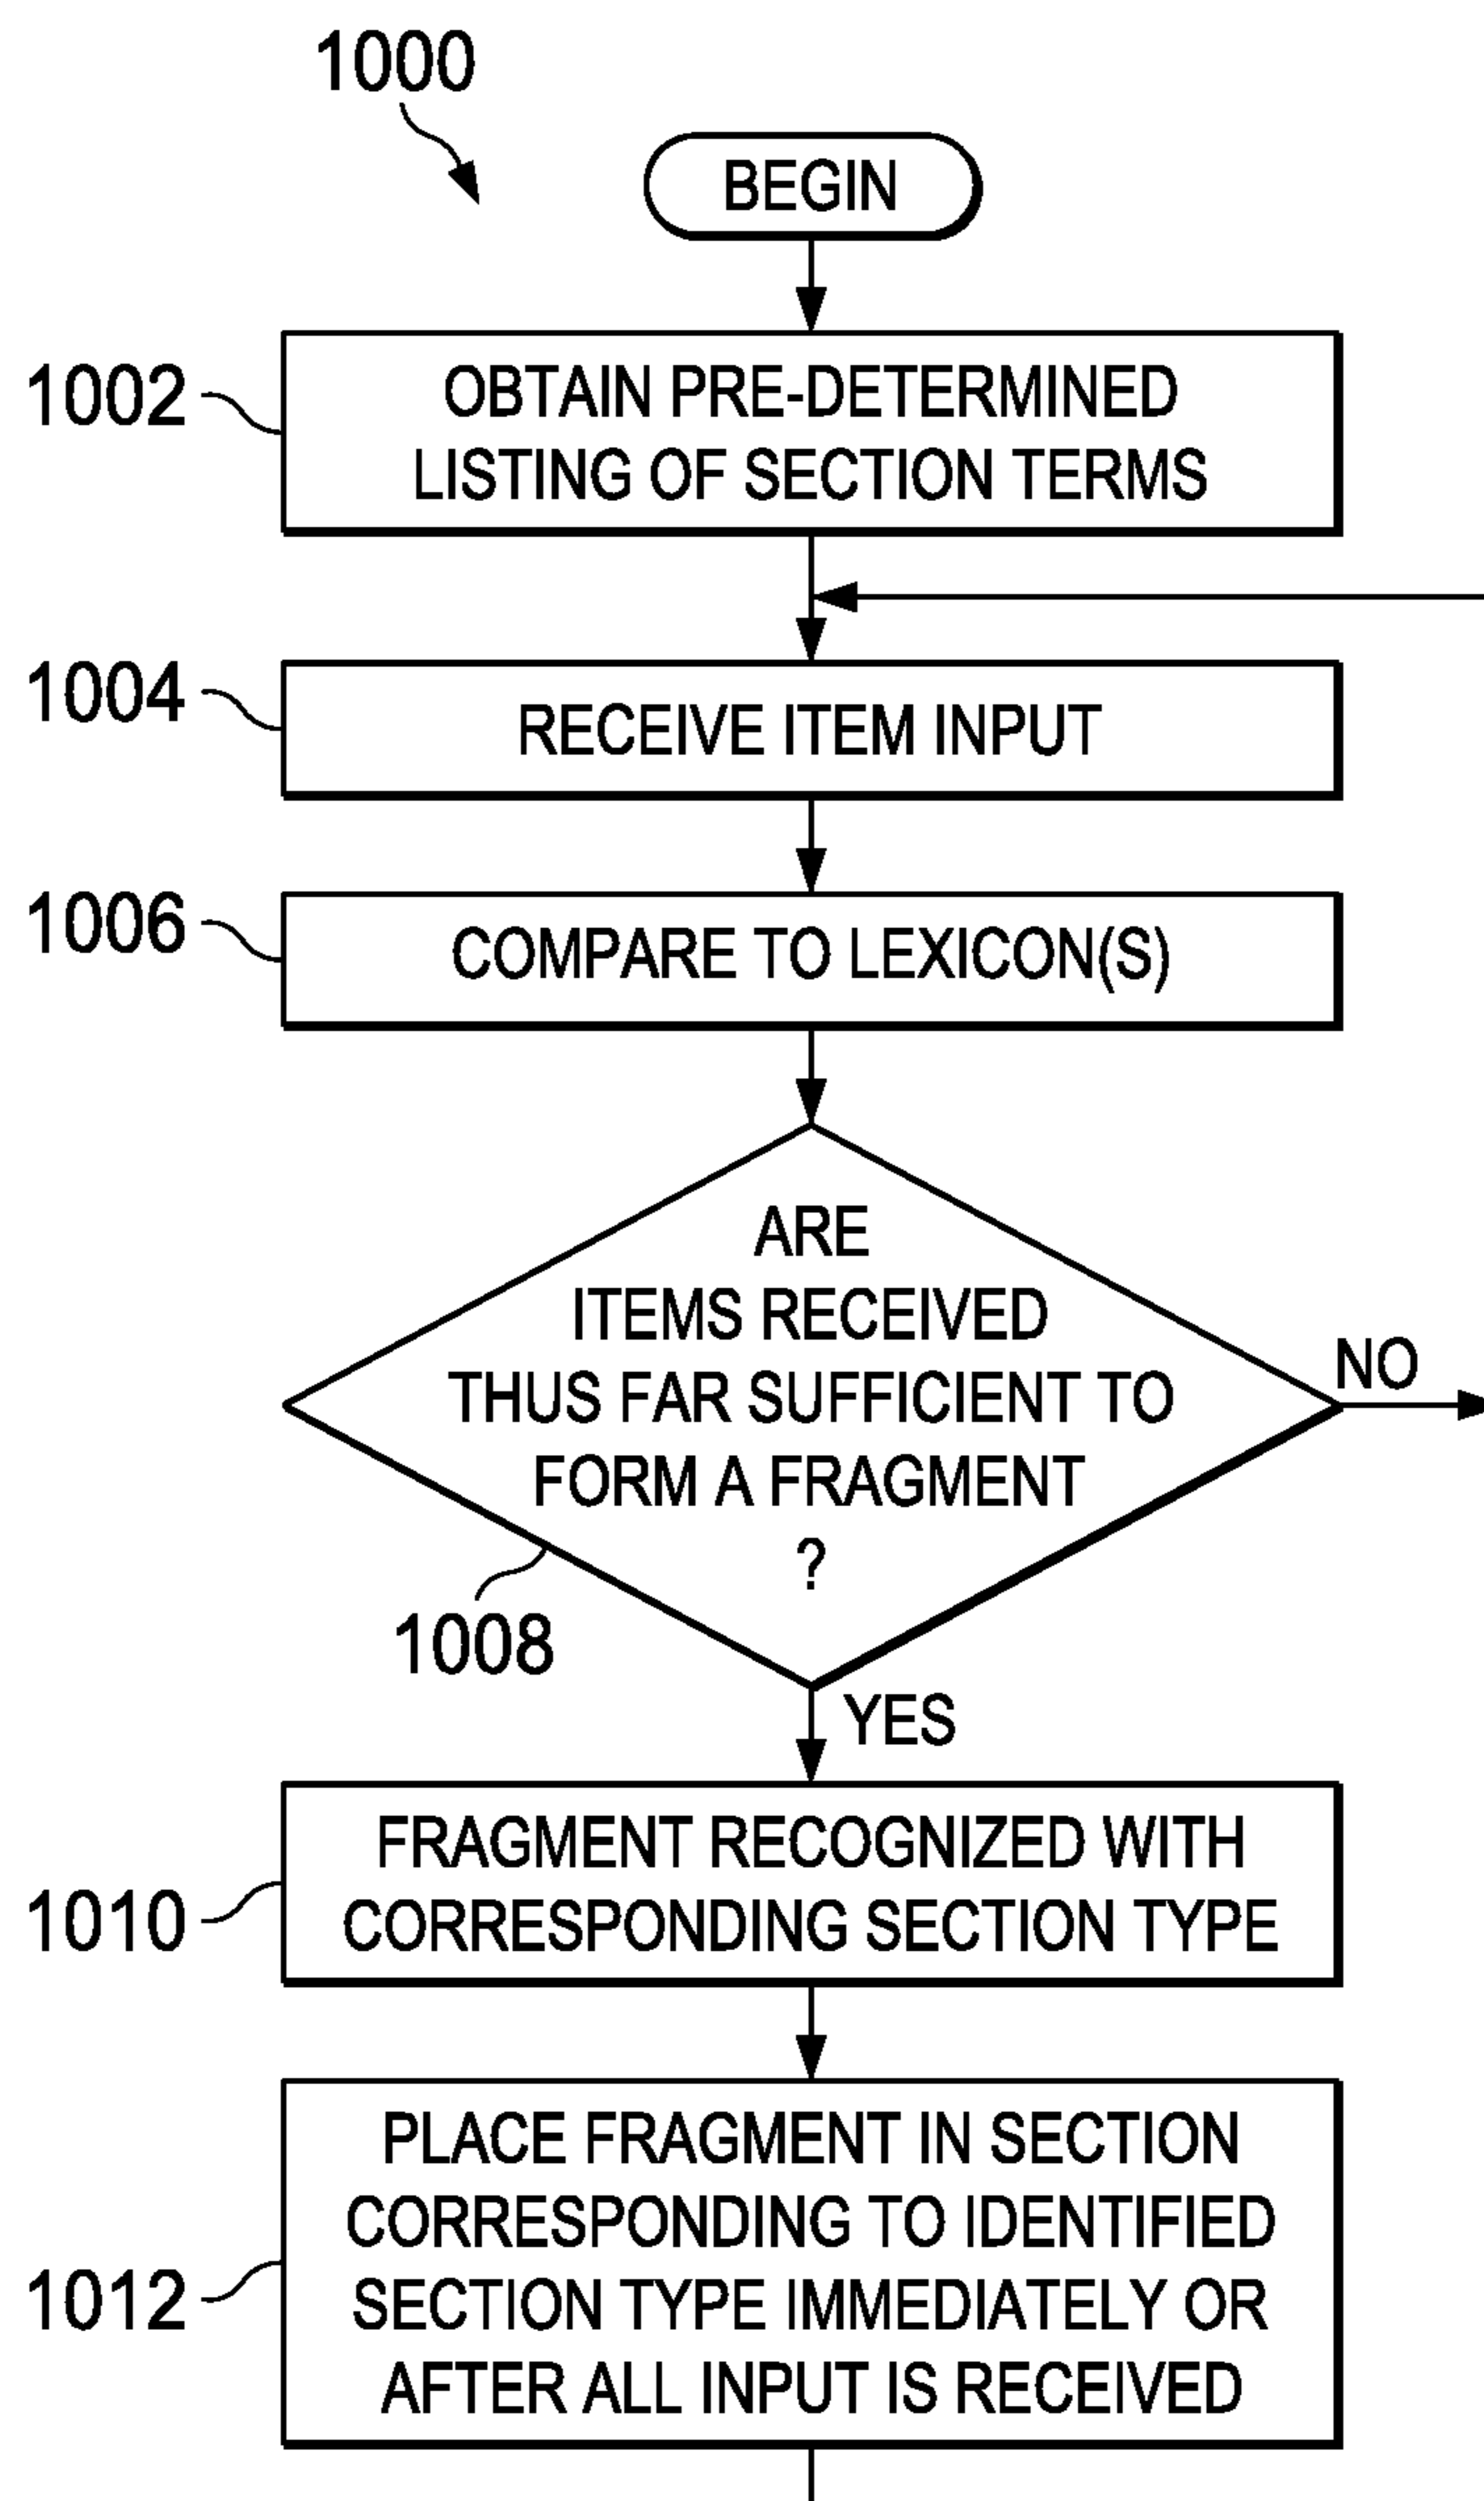 1000
BEGIN
1002
OBTAIN PRE-DETERMINED
LISTING OF SECTION TERMS
1004
RECEIVE ITEM INPUT
1006
COMPARE TO LEXICON(S)
ARE
ITEMS RECEIVED
THUS FAR SUFFICIENT TO
FORM A FRAGMENT
?
NO
1008
YES
1010
FRAGMENT RECOGNIZED WITH
CORRESPONDING SECTION TYPE
1012
PLACE FRAGMENT IN SECTION
CORRESPONDING TO IDENTIFIED
SECTION TYPE IMMEDIATELY OR
AFTER ALL INPUT IS RECEIVED